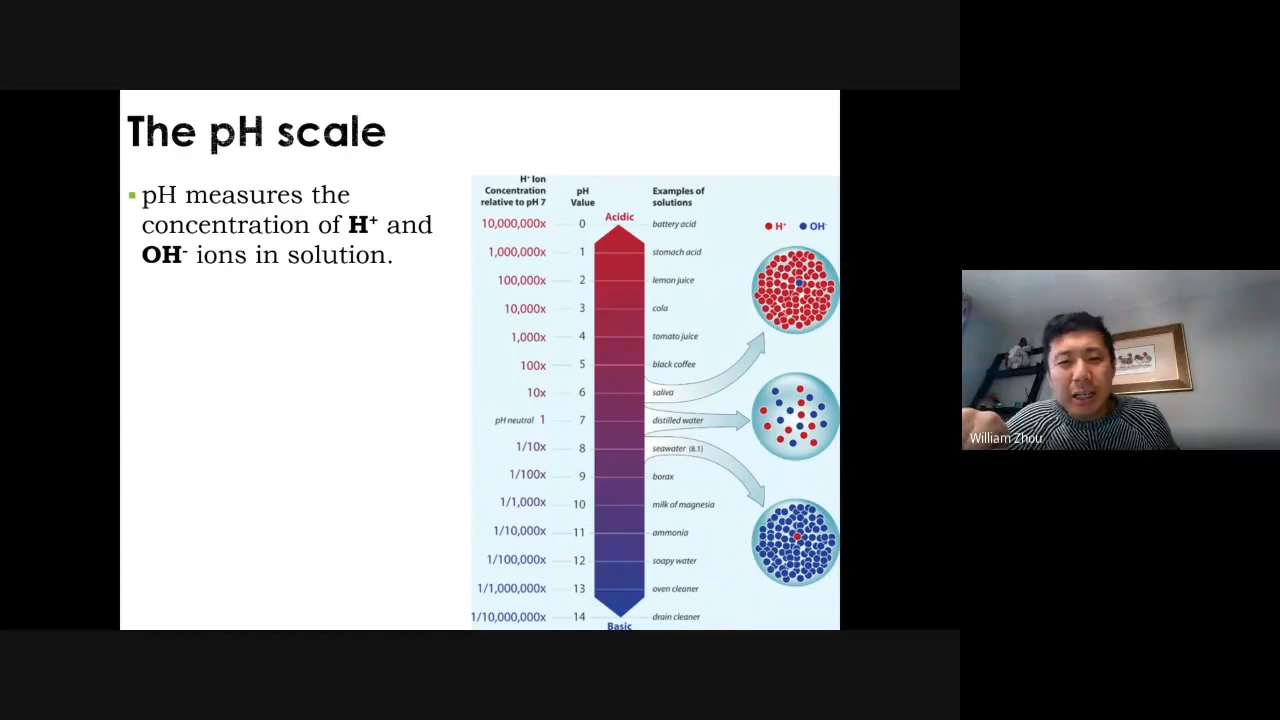 The pH scale
▪ pH measures the
concentration of H⁺ and
OH⁻ ions in solution.
H⁺ Ion
Concentration
relative to pH 7
pH
Value
Examples of
solutions
Acidic
H⁺ OH⁻
10,000,000x 0 battery acid
1,000,000x 1 stomach acid
100,000x 2 lemon juice
10,000x 3 cola
1,000x 4 tomato juice
100x 5 black coffee
10x 6 saliva
pH neutral 1 7 distilled water
1/10x 8 seawater (8.1)
1/100x 9 borax
1/1,000x 10 milk of magnesia
1/10,000x 11 ammonia
1/100,000x 12 soapy water
1/1,000,000x 13 oven cleaner
1/10,000,000x 14 drain cleaner
Basic
William Zhou